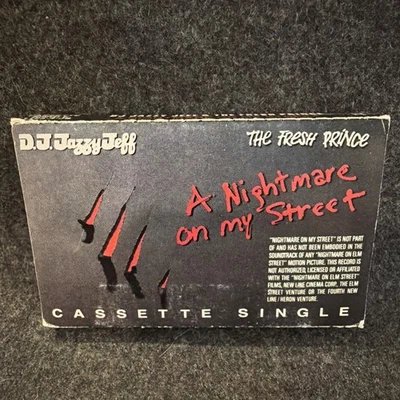 D.J. Jazzy Jeff
The Fresh Prince
A Nightmare
on my Street
"NIGHTMARE ON MY STREET" IS NOT PART
OF AND HAS NOT BEEN EMBODIED IN THE
SOUNDTRACK OF ANY "NIGHTMARE ON ELM
STREET" MOTION PICTURE. THIS RECORD IS
NOT AUTHORIZED, LICENSED OR AFFILIATED
WITH THE "NIGHTMARE ON ELM STREET"
FILMS, NEW LINE CINEMA CORP., THE ELM
STREET VENTURE OR THE FOURTH NEW
LINE/HERON VENTURE.
CASSETTE SINGLE